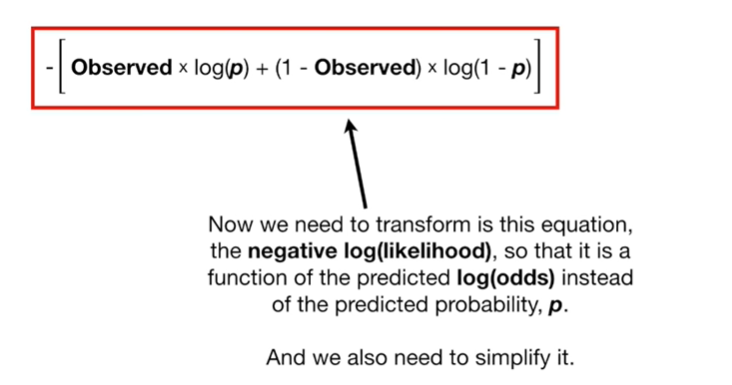 -[ Observed × log(p) + (1 - Observed) × log(1 - p) ]
Now we need to transform is this equation,
the negative log(likelihood), so that it is a
function of the predicted log(odds) instead
of the predicted probability, p.
And we also need to simplify it.